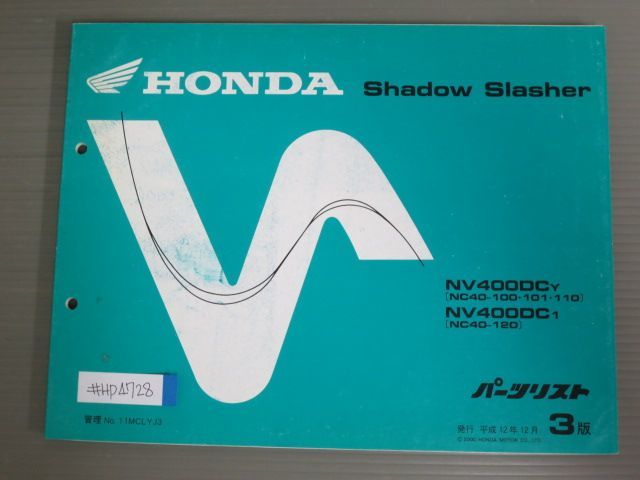 HONDA Shadow Slasher
NV400DCY
[NC40-100・101・110]
NV400DC1
[NC40-120]
#HD4728
パーツリスト
管理 No. 11MCLYJ3
発行 平成 12年 12月 3版
© 2000 HONDA MOTOR CO., LTD.